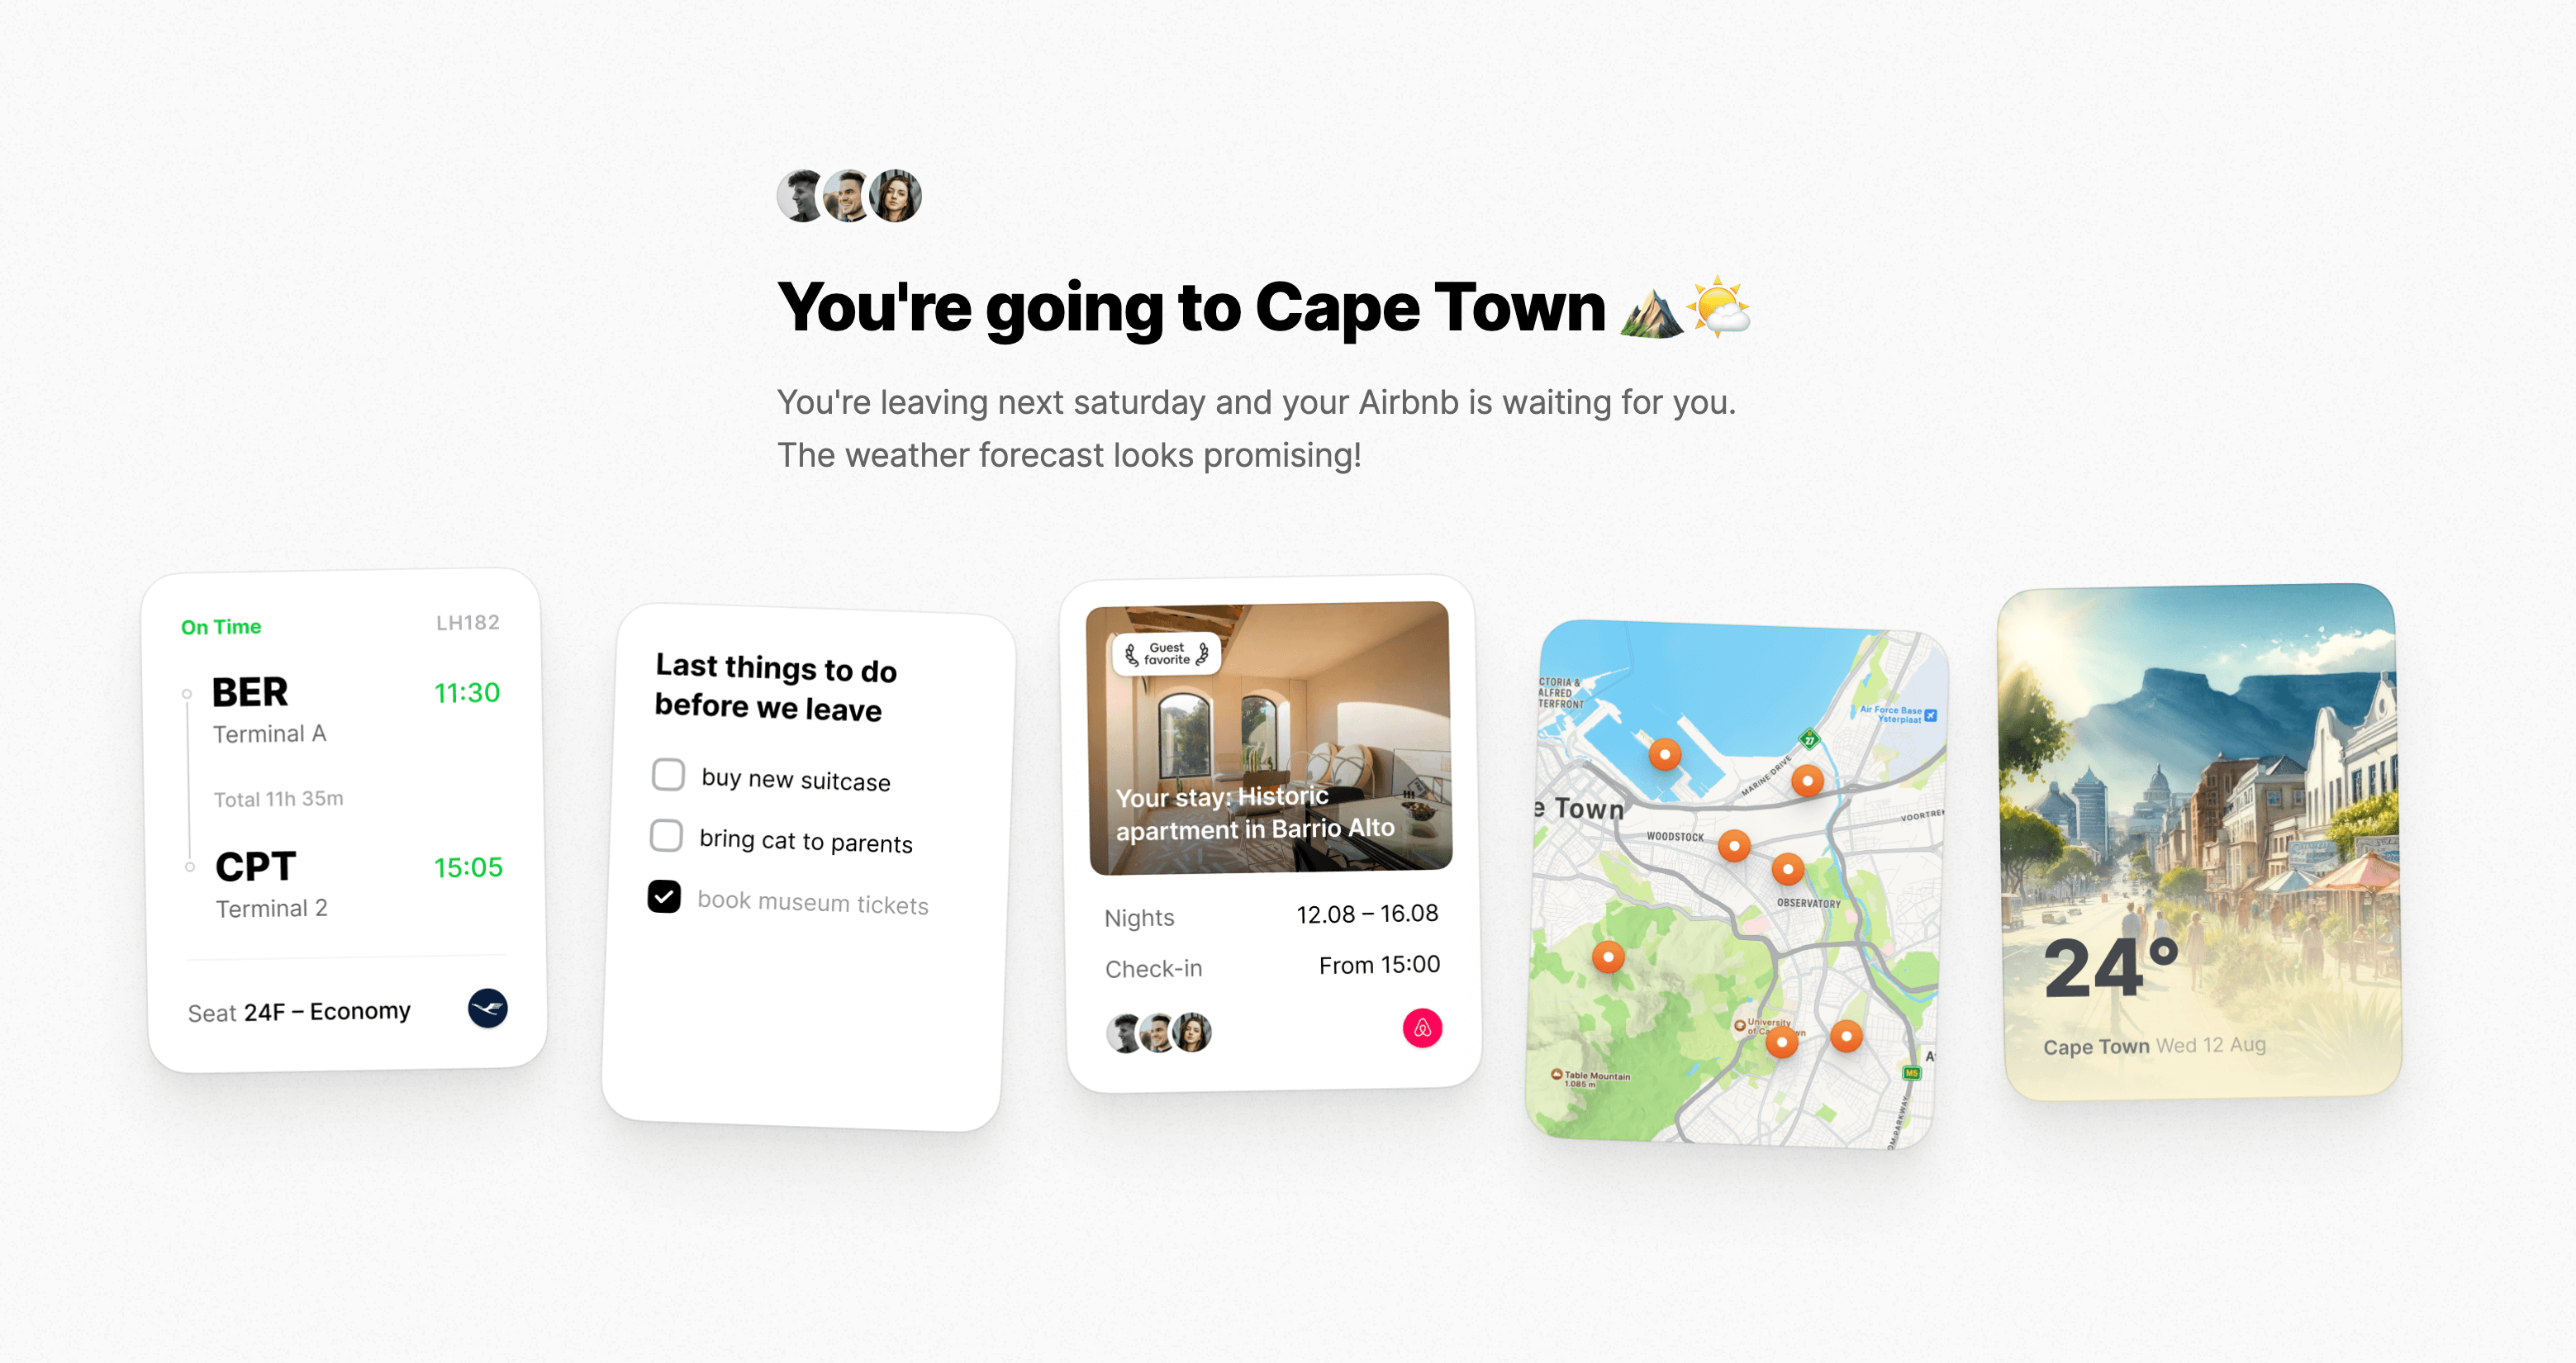 You're going to Cape Town ⛰️🌤️
You're leaving next saturday and your Airbnb is waiting for you.
The weather forecast looks promising!
On Time
LH182
BER
11:30
Terminal A
Total 11h 35m
CPT
15:05
Terminal 2
Seat 24F – Economy
Last things to do
before we leave
buy new suitcase
bring cat to parents
book museum tickets
Guest
favorite
Your stay: Historic
apartment in Barrio Alto
Nights
12.08 – 16.08
Check-in
From 15:00
CTORIA &
ALFRED
TERFRONT
Air Force Base
Ysterplaat
27
MARINE DRIVE
e Town
WOODSTOCK
VOORTREK
OBSERVATORY
University
of Ca
wn
Table Mountain
1.085 m
M5
OM PARKWAY
24°
Cape Town Wed 12 Aug